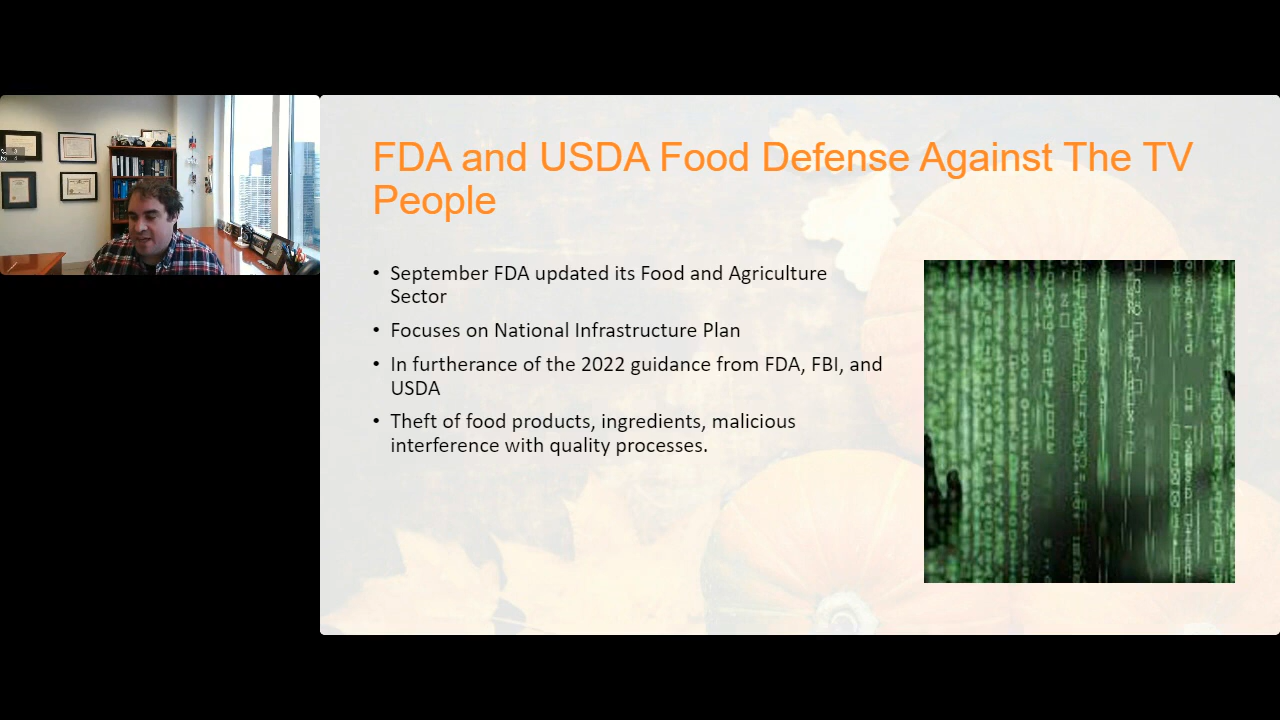 FDA and USDA Food Defense Against The TV
People
• September FDA updated its Food and Agriculture
Sector
• Focuses on National Infrastructure Plan
• In furtherance of the 2022 guidance from FDA, FBI, and
USDA
• Theft of food products, ingredients, malicious
interference with quality processes.